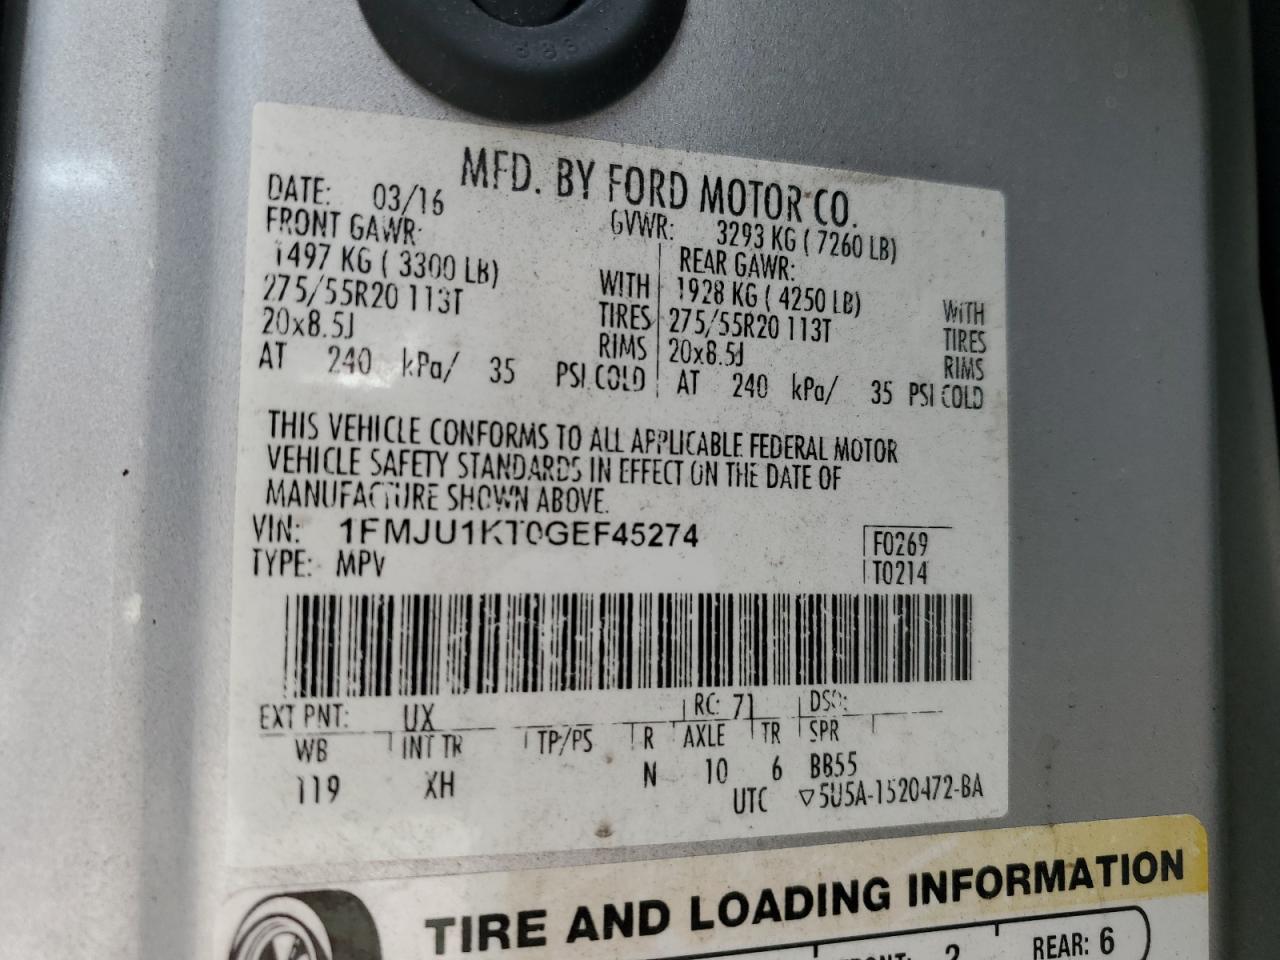 MFD. BY FORD MOTOR CO.
DATE: 03/16 GVWR: 3293 KG ( 7260 LB)
FRONT GAWR: REAR GAWR:
1497 KG ( 3300 LB) WITH 1928 KG ( 4250 LB) WITH
275/55R20 113T TIRES 275/55R20 113T TIRES
20x8.5J RIMS 20x8.5J RIMS
AT 240 kPa/ 35 PSI COLD AT 240 kPa/ 35 PSI COLD
THIS VEHICLE CONFORMS TO ALL APPLICABLE FEDERAL MOTOR
VEHICLE SAFETY STANDARDS IN EFFECT ON THE DATE OF
MANUFACTURE SHOWN ABOVE.
VIN: 1FMJU1KT0GEF45274 F0269
TYPE: MPV T0214
EXT PNT: UX RC: 71 DSO:
WB INT TR TP/PS R AXLE TR SPR
119 XH N 10 6 BB55
UTC ▽5U5A-1520472-BA
TIRE AND LOADING INFORMATION
2 REAR: 6